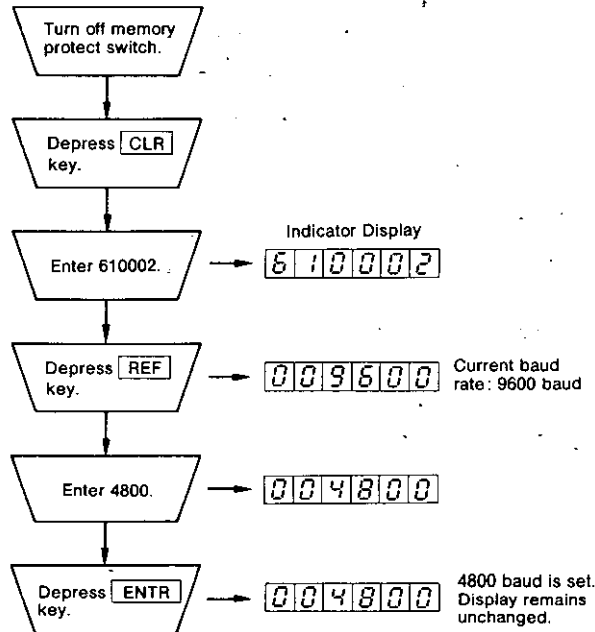 Turn off memory
protect switch.
Depress CLR
key.
Enter 610002.
Indicator Display
610002
Depress REF
key.
009600
Current baud
rate: 9600 baud
Enter 4800.
004800
Depress ENTR
key.
004800
4800 baud is set.
Display remains
unchanged.